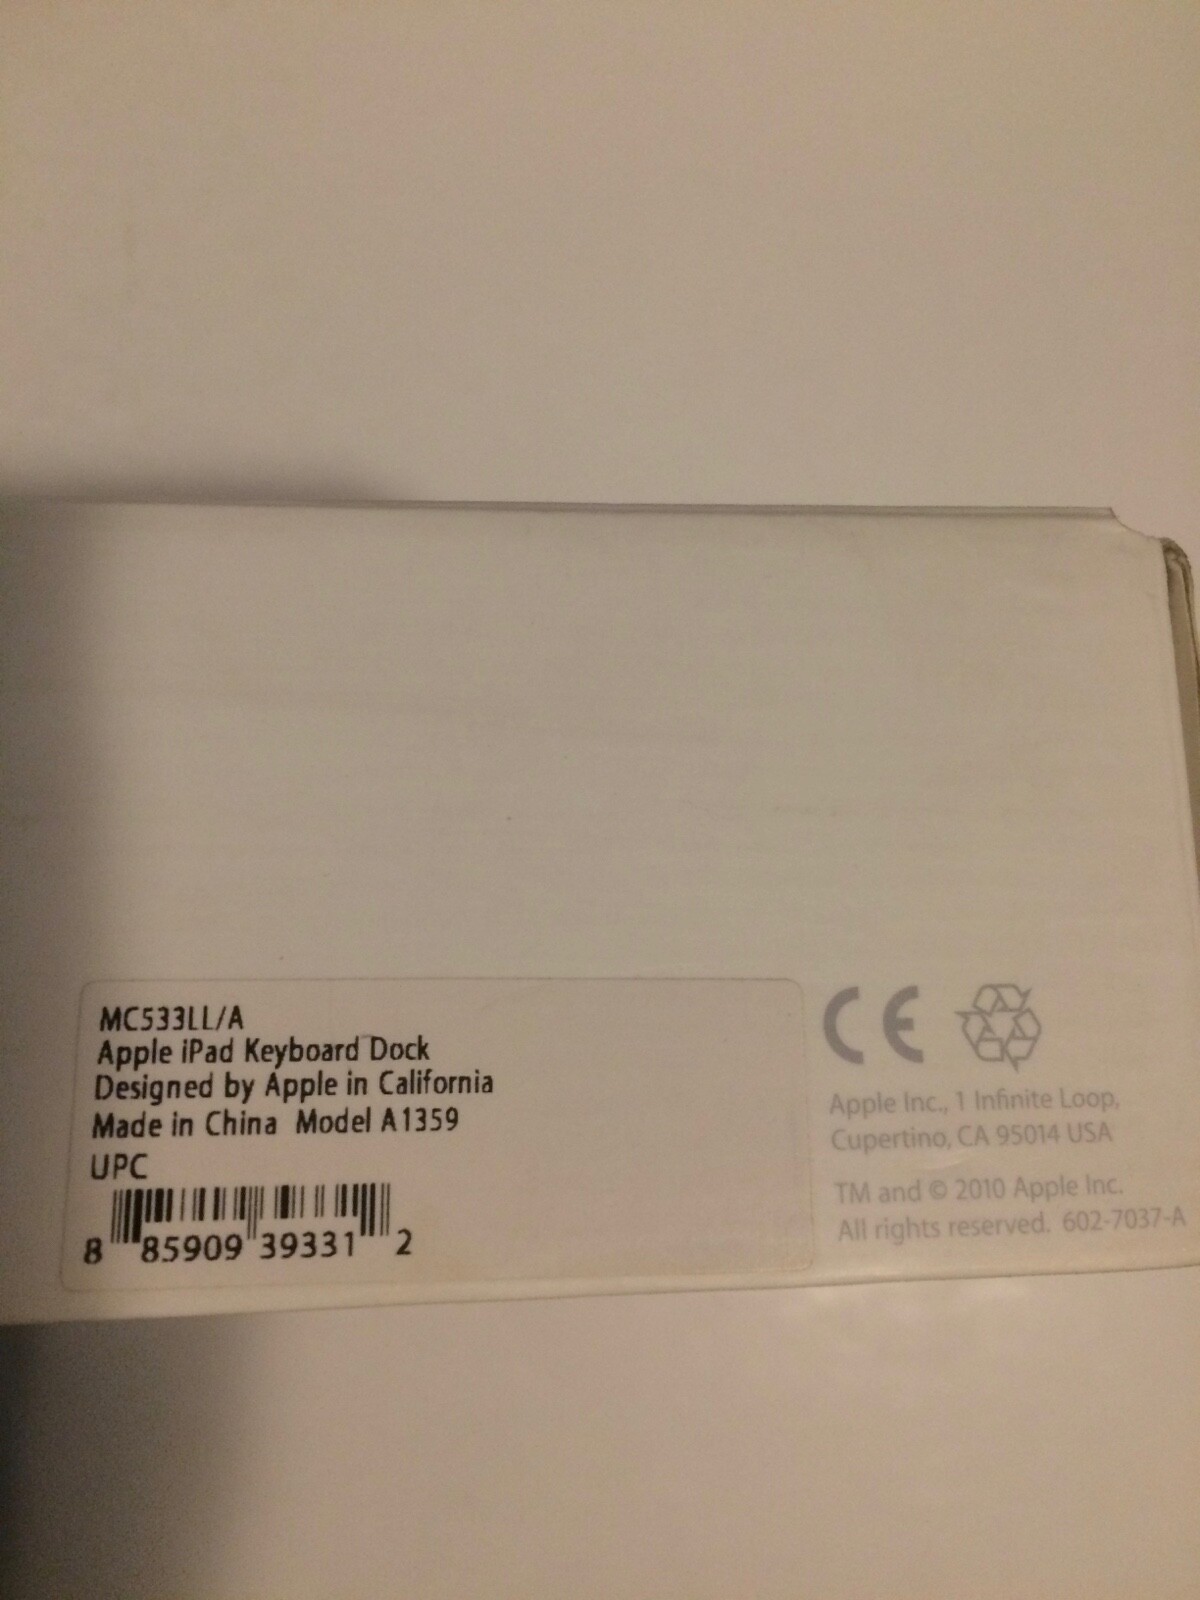 MC533LL/A
Apple iPad Keyboard Dock
Designed by Apple in California
Made in China Model A1359
UPC
8 85909 39331 2
CE
Apple Inc., 1 Infinite Loop,
Cupertino, CA 95014 USA
TM and © 2010 Apple Inc.
All rights reserved. 602-7037-A